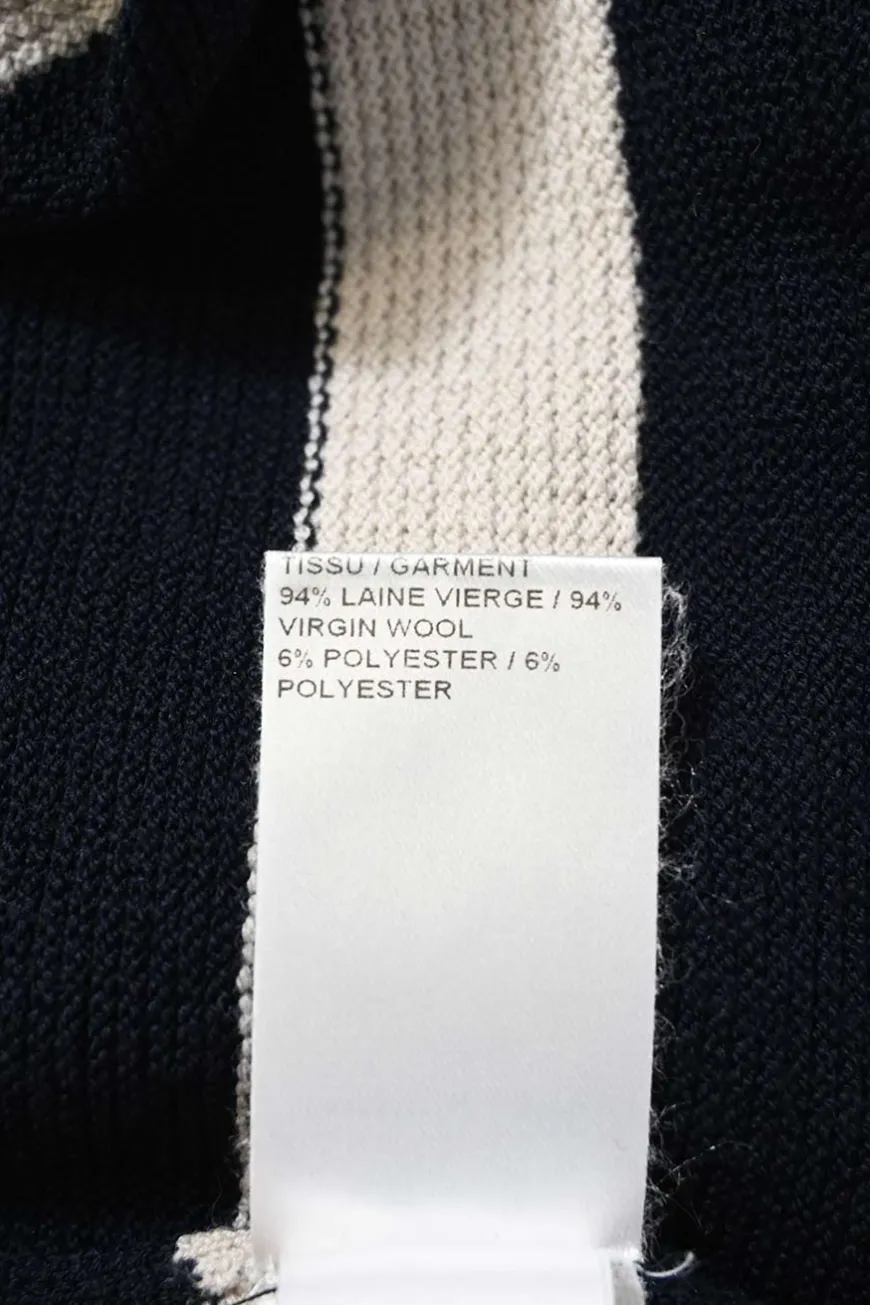 TISSU / GARMENT
94% LAINE VIERGE / 94%
VIRGIN WOOL
6% POLYESTER / 6%
POLYESTER